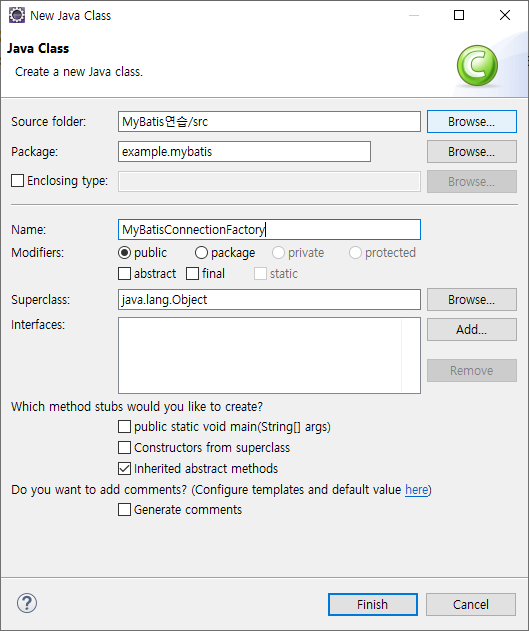 New Java Class
Java Class
Create a new Java class.
C
Source folder: MyBatis연습/src Browse...
Package: example.mybatis Browse...
Enclosing type: Browse...
Name: MyBatisConnectionFactory
Modifiers: public package private protected
abstract final static
Superclass: java.lang.Object Browse...
Interfaces: Add...
Remove
Which method stubs would you like to create?
public static void main(String[] args)
Constructors from superclass
Inherited abstract methods
Do you want to add comments? (Configure templates and default value here)
Generate comments
? Finish Cancel